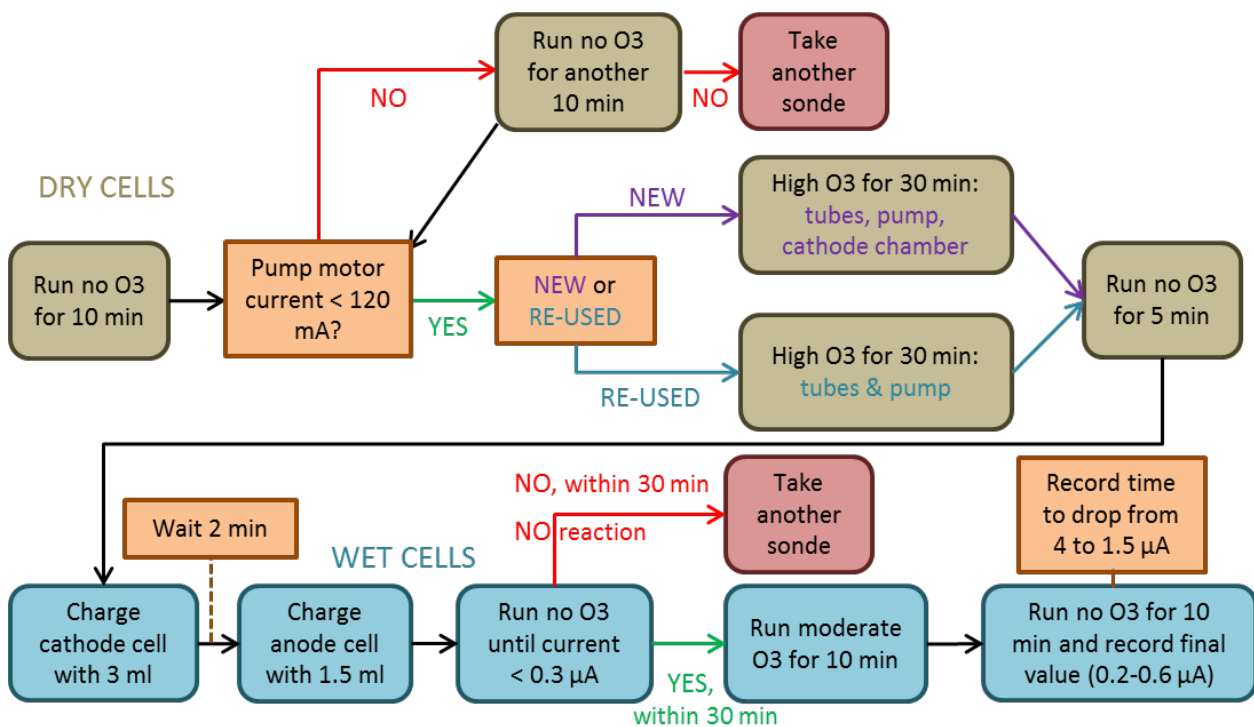 Run no O3
for another
10 min
Take
another
sonde
NO
NO
DRY CELLS
Run no O3
for 10 min
Pump motor
current < 120
mA?
YES
NEW or
RE-USED
NEW
High O3 for 30 min:
tubes, pump,
cathode chamber
RE-USED
High O3 for 30 min:
tubes & pump
Run no O3
for 5 min
Wait 2 min
WET CELLS
NO, within 30 min
NO reaction
Take
another
sonde
Record time
to drop from
4 to 1.5 µA
Charge
cathode cell
with 3 ml
Charge
anode cell
with 1.5 ml
Run no O3
until current
< 0.3 µA
YES,
within 30 min
Run moderate
O3 for 10 min
Run no O3 for 10
min and record final
value (0.2-0.6 µA)